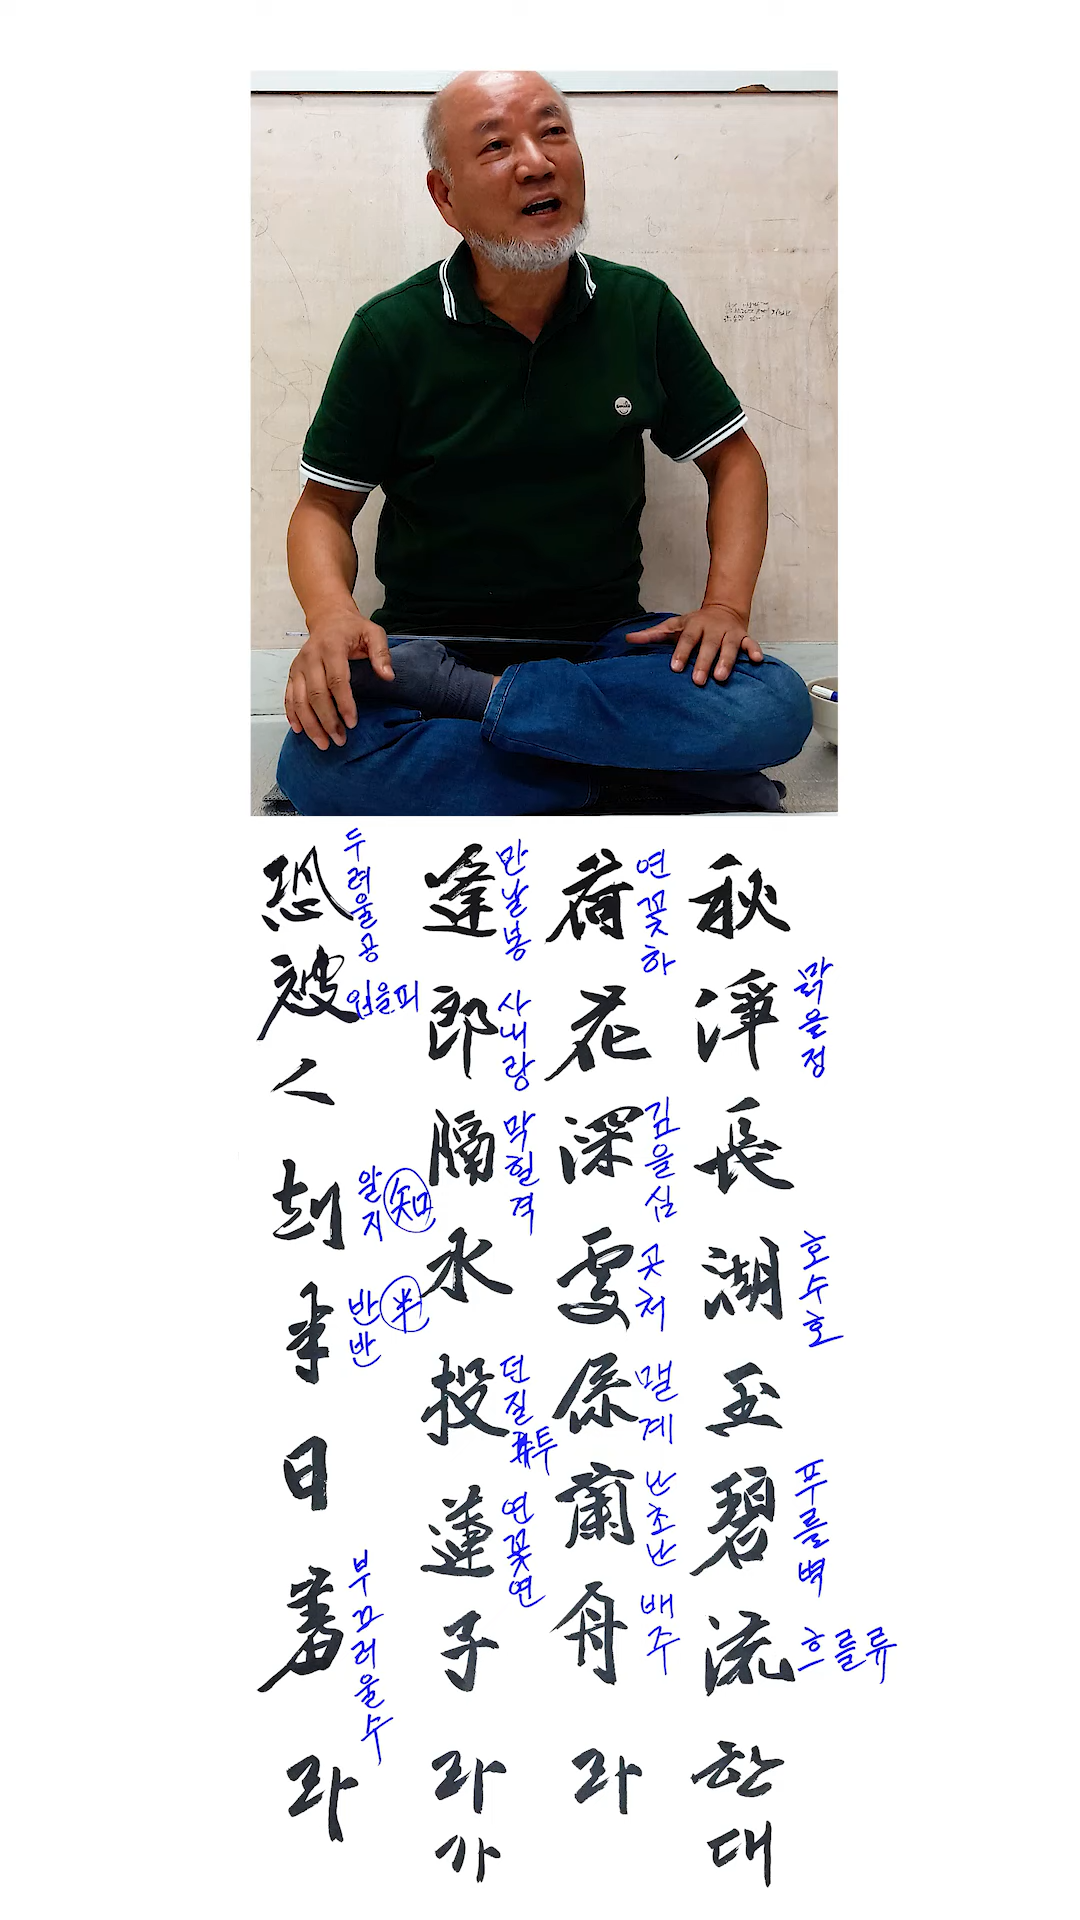 秋淨長湖玉碧流한대
맑을정
호수호
푸를벽
흐를류
荷花深處係蘭舟라
연꽃하
깊을심
곳처
맬계
난초난
배주
逢郎隔水投蓮子라가
만날봉
사내랑
막힐격
던질투
연꽃연
恐被人知半日羞라
두려울공
입을피
알지 知
반반 半
부끄러울수